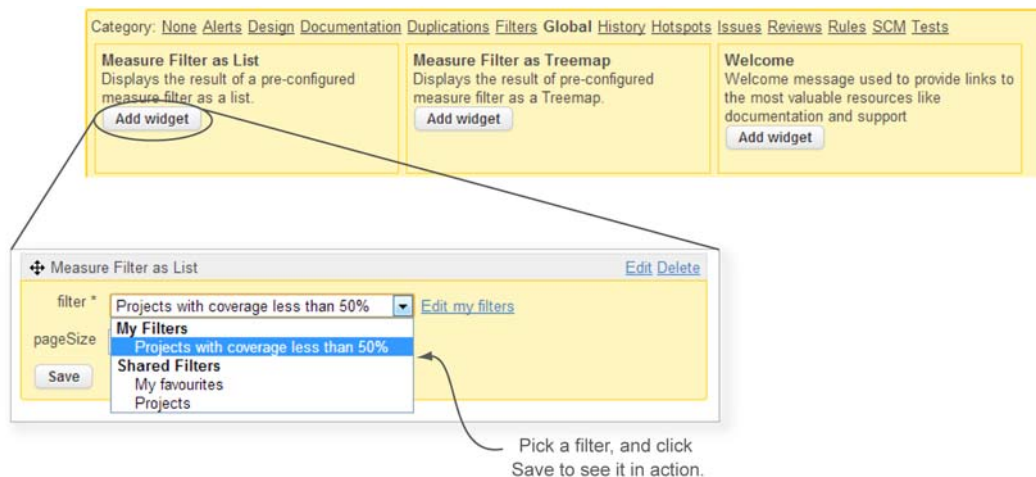 Category: None Alerts Design Documentation Duplications Filters Global History Hotspots Issues Reviews Rules SCM Tests
Measure Filter as List
Displays the result of a pre-configured
measure filter as a list.
Add widget
Measure Filter as Treemap
Displays the result of pre-configured
measure filter as a Treemap.
Add widget
Welcome
Welcome message used to provide links to
the most valuable resources like
documentation and support
Add widget
Measure Filter as List
Edit Delete
filter * Projects with coverage less than 50% Edit my filters
pageSize
My Filters
Projects with coverage less than 50%
Shared Filters
My favourites
Projects
Save
Pick a filter, and click
Save to see it in action.